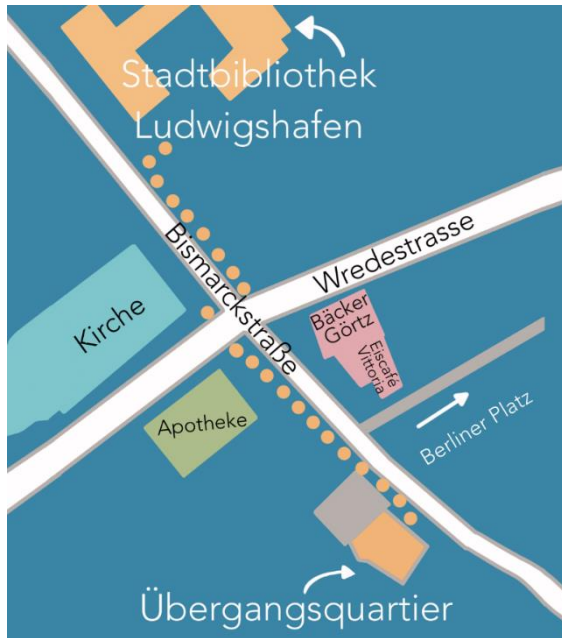 Stadtbibliothek
Ludwigshafen
Bismarckstraße
Wredestrasse
Kirche
Bäcker
Görtz
Eiscafé
Vittoria
Apotheke
Berliner Platz
Übergangsquartier